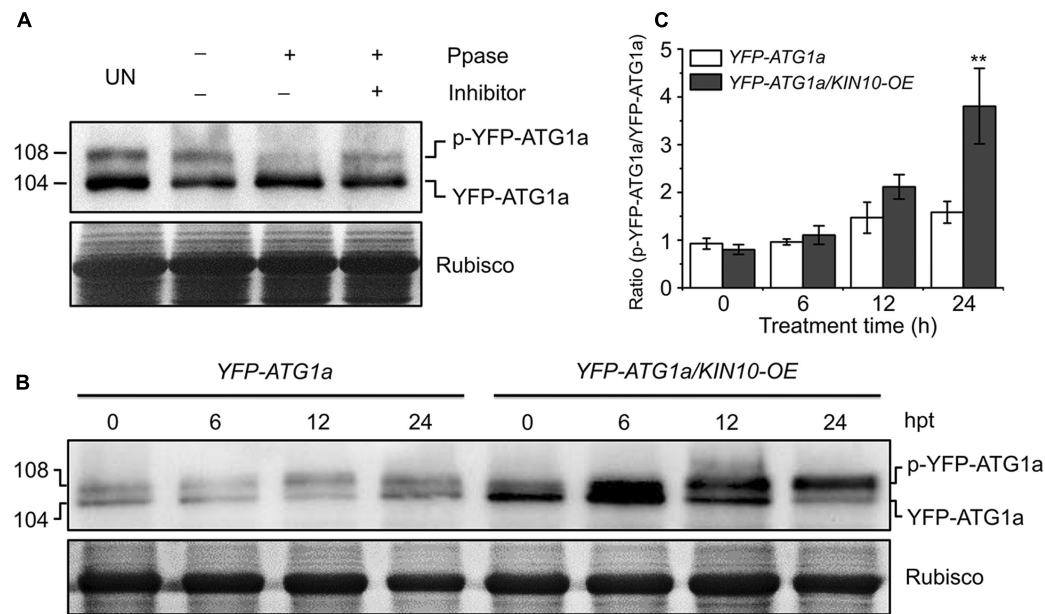 A
UN − + + Ppase
− − + Inhibitor
108
104
p-YFP-ATG1a
YFP-ATG1a
Rubisco
C
Ratio (p-YFP-ATG1a/YFP-ATG1a)
5
4
3
2
1
0
YFP-ATG1a
YFP-ATG1a/KIN10-OE
**
0 6 12 24
Treatment time (h)
B
YFP-ATG1a YFP-ATG1a/KIN10-OE
0 6 12 24 0 6 12 24 hpt
108
104
p-YFP-ATG1a
YFP-ATG1a
Rubisco